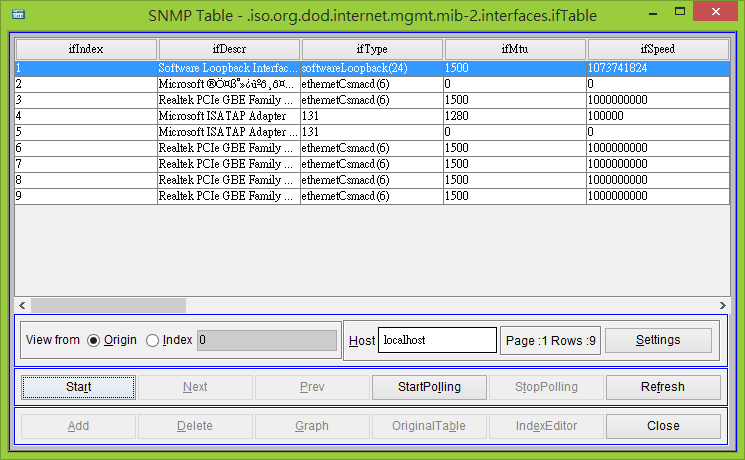 SNMP Table - .iso.org.dod.internet.mgmt.mib-2.interfaces.ifTable
ifIndex ifDescr ifType ifMtu ifSpeed
1 Software Loopback Interfac... softwareLoopback(24) 1500 1073741824
2 Microsoft ethernetCsmacd(6) 0 0
3 Realtek PCIe GBE Family ... ethernetCsmacd(6) 1500 1000000000
4 Microsoft ISATAP Adapter 131 1280 100000
5 Microsoft ISATAP Adapter ... 131 0 0
6 Realtek PCIe GBE Family ... ethernetCsmacd(6) 1500 1000000000
7 Realtek PCIe GBE Family ... ethernetCsmacd(6) 1500 1000000000
8 Realtek PCIe GBE Family ... ethernetCsmacd(6) 1500 1000000000
9 Realtek PCIe GBE Family ... ethernetCsmacd(6) 1500 1000000000
View from Origin Index 0 Host localhost Page :1 Rows :9 Settings
Start Next Prev StartPolling StopPolling Refresh
Add Delete Graph OriginalTable IndexEditor Close